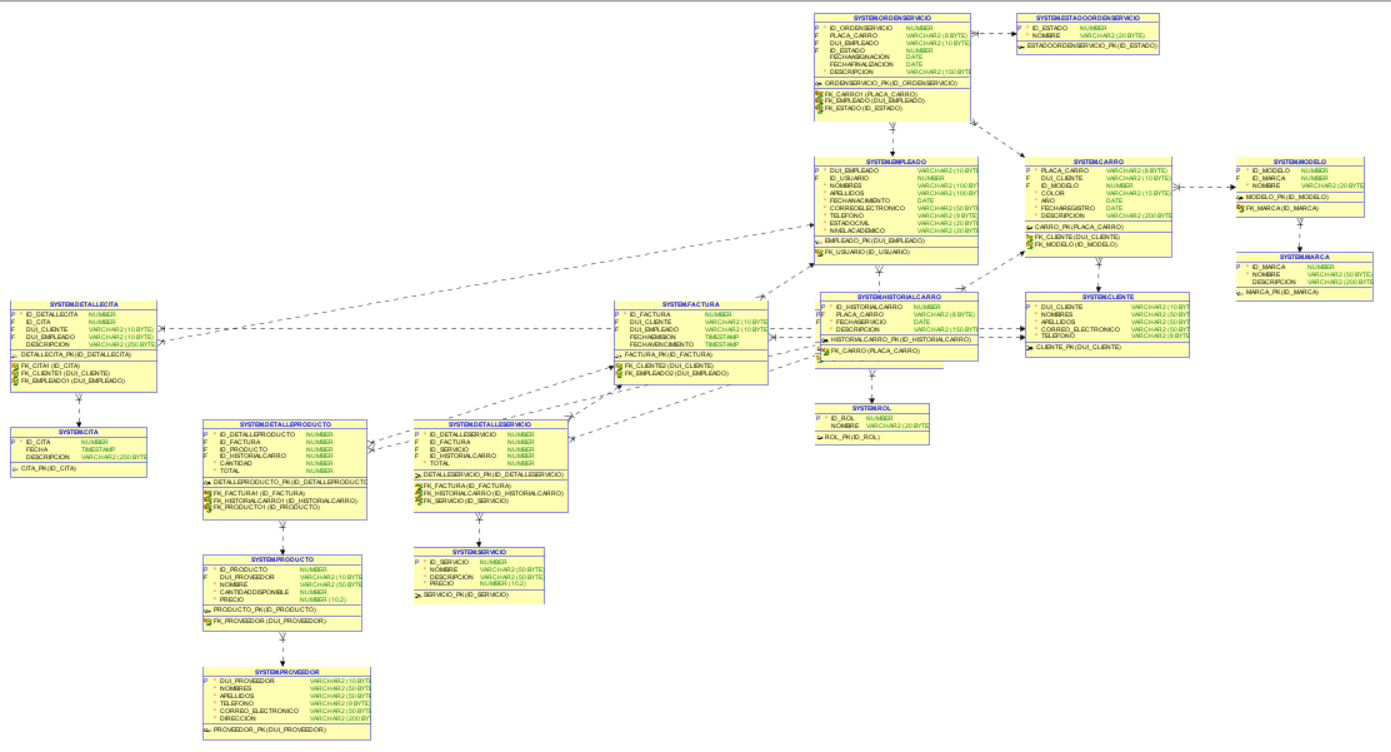 SYSTEM.ORDENSERVICIO
P * ID_ORDENSERVICIO NUMBER
F PLACA_CARRO VARCHAR2 (8 BYTE)
F DUI_EMPLEADO VARCHAR2 (10 BYTE)
F ID_ESTADO NUMBER
FECHAASIGNACION DATE
FECHAFINALIZACION DATE
* DESCRIPCION VARCHAR2 (150 BYTE
ORDENSERVICIO_PK (ID_ORDENSERVICIO)
FK_CARRO1 (PLACA_CARRO)
FK_EMPLEADO (DUI_EMPLEADO)
FK_ESTADO (ID_ESTADO)
SYSTEM.ESTADOORDENSERVICIO
P * ID_ESTADO NUMBER
* NOMBRE VARCHAR2 (20 BYTE)
ESTADOORDENSERVICIO_PK (ID_ESTADO)
SYSTEM.EMPLEADO
P * DUI_EMPLEADO VARCHAR2 (10 BYT
F ID_USUARIO NUMBER
* NOMBRES VARCHAR2 (100 BYT
* APELLIDOS VARCHAR2 (100 BYT
* FECHANACIMIENTO DATE
* CORREOELECTRONICO VARCHAR2 (50 BYT
* TELEFONO VARCHAR2 (9 BYTE)
* ESTADOCIVIL VARCHAR2 (20 BYT
* NIVELACADEMICO VARCHAR2 (20 BYT
EMPLEADO_PK (DUI_EMPLEADO)
FK_USUARIO (ID_USUARIO)
SYSTEM.CARRO
P * PLACA_CARRO VARCHAR2 (8 BYTE)
F DUI_CLIENTE VARCHAR2 (10 BYTE)
F ID_MODELO NUMBER
* COLOR VARCHAR2 (15 BYTE)
* AÑO DATE
* FECHAREGISTRO DATE
* DESCRIPCION VARCHAR2 (200 BYTE
CARRO_PK (PLACA_CARRO)
FK_CLIENTE (DUI_CLIENTE)
FK_MODELO (ID_MODELO)
SYSTEM.MODELO
P * ID_MODELO NUMBER
F ID_MARCA NUMBER
* NOMBRE VARCHAR2 (20 BYTE
MODELO_PK (ID_MODELO)
FK_MARCA (ID_MARCA)
SYSTEM.MARCA
P * ID_MARCA NUMBER
* NOMBRE VARCHAR2 (50 BYTE)
DESCRIPCION VARCHAR2 (200 BYTE
MARCA_PK (ID_MARCA)
SYSTEM.DETALLECITA
P * ID_DETALLECITA NUMBER
F ID_CITA NUMBER
F DUI_CLIENTE VARCHAR2 (10 BYTE)
F DUI_EMPLEADO VARCHAR2 (10 BYTE)
DESCRIPCION VARCHAR2 (250 BYTE)
DETALLECITA_PK (ID_DETALLECITA)
FK_CITA1 (ID_CITA)
FK_CLIENTE1 (DUI_CLIENTE)
FK_EMPLEADO1 (DUI_EMPLEADO)
SYSTEM.FACTURA
P * ID_FACTURA NUMBER
F DUI_CLIENTE VARCHAR2 (10 BYTE
F DUI_EMPLEADO VARCHAR2 (10 BYTE
FECHAEMISION TIMESTAMP
FECHAVENCIMIENTO TIMESTAMP
FACTURA_PK (ID_FACTURA)
FK_CLIENTE2 (DUI_CLIENTE)
FK_EMPLEADO2 (DUI_EMPLEADO)
SYSTEM.HISTORIALCARRO
P * ID_HISTORIALCARRO NUMBER
F PLACA_CARRO VARCHAR2 (8 BYTE)
* FECHASERVICIO DATE
* DESCRIPCION VARCHAR2 (150 BYTE
HISTORIALCARRO_PK (ID_HISTORIALCARRO)
FK_CARRO (PLACA_CARRO)
SYSTEM.CLIENTE
P * DUI_CLIENTE VARCHAR2 (10 BYT
* NOMBRES VARCHAR2 (50 BYT
* APELLIDOS VARCHAR2 (50 BYT
* CORREO_ELECTRONICO VARCHAR2 (50 BYT
* TELEFONO VARCHAR2 (8 BYTE
CLIENTE_PK (DUI_CLIENTE)
SYSTEM.ROL
P * ID_ROL NUMBER
NOMBRE VARCHAR2 (20 BYTE
ROL_PK (ID_ROL)
SYSTEM.CITA
P * ID_CITA NUMBER
FECHA TIMESTAMP
DESCRIPCION VARCHAR2 (250 BYTE
CITA_PK (ID_CITA)
SYSTEM.DETALLEPRODUCTO
P * ID_DETALLEPRODUCTO NUMBER
F ID_FACTURA NUMBER
F ID_PRODUCTO NUMBER
F ID_HISTORIALCARRO NUMBER
* CANTIDAD NUMBER
* TOTAL NUMBER
DETALLEPRODUCTO_PK (ID_DETALLEPRODUCTO
FK_FACTURA1 (ID_FACTURA)
FK_HISTORIALCARRO1 (ID_HISTORIALCARRO)
FK_PRODUCTO1 (ID_PRODUCTO)
SYSTEM.DETALLESERVICIO
P * ID_DETALLESERVICIO NUMBER
F ID_FACTURA NUMBER
F ID_SERVICIO NUMBER
F ID_HISTORIALCARRO NUMBER
* TOTAL NUMBER
DETALLESERVICIO_PK (ID_DETALLESERVICIO)
FK_FACTURA (ID_FACTURA)
FK_HISTORIALCARRO (ID_HISTORIALCARRO)
FK_SERVICIO (ID_SERVICIO)
SYSTEM.SERVICIO
P * ID_SERVICIO NUMBER
* NOMBRE VARCHAR2 (50 BYTE)
* DESCRIPCION VARCHAR2 (50 BYTE)
* PRECIO NUMBER (10,2)
SERVICIO_PK (ID_SERVICIO)
SYSTEM.PRODUCTO
P * ID_PRODUCTO NUMBER
F DUI_PROVEEDOR VARCHAR2 (10 BYTE
* NOMBRE VARCHAR2 (50 BYTE
* CANTIDADDISPONIBLE NUMBER
* PRECIO NUMBER (10,2)
PRODUCTO_PK (ID_PRODUCTO)
FK_PROVEEDOR (DUI_PROVEEDOR)
SYSTEM.PROVEEDOR
P * DUI_PROVEEDOR VARCHAR2 (10 BYT
* NOMBRES VARCHAR2 (50 BYT
* APELLIDOS VARCHAR2 (50 BYT
* TELEFONO VARCHAR2 (9 BYTE
* CORREO_ELECTRONICO VARCHAR2 (50 BYT
* DIRECCION VARCHAR2 (200 BY
PROVEEDOR_PK (DUI_PROVEEDOR)